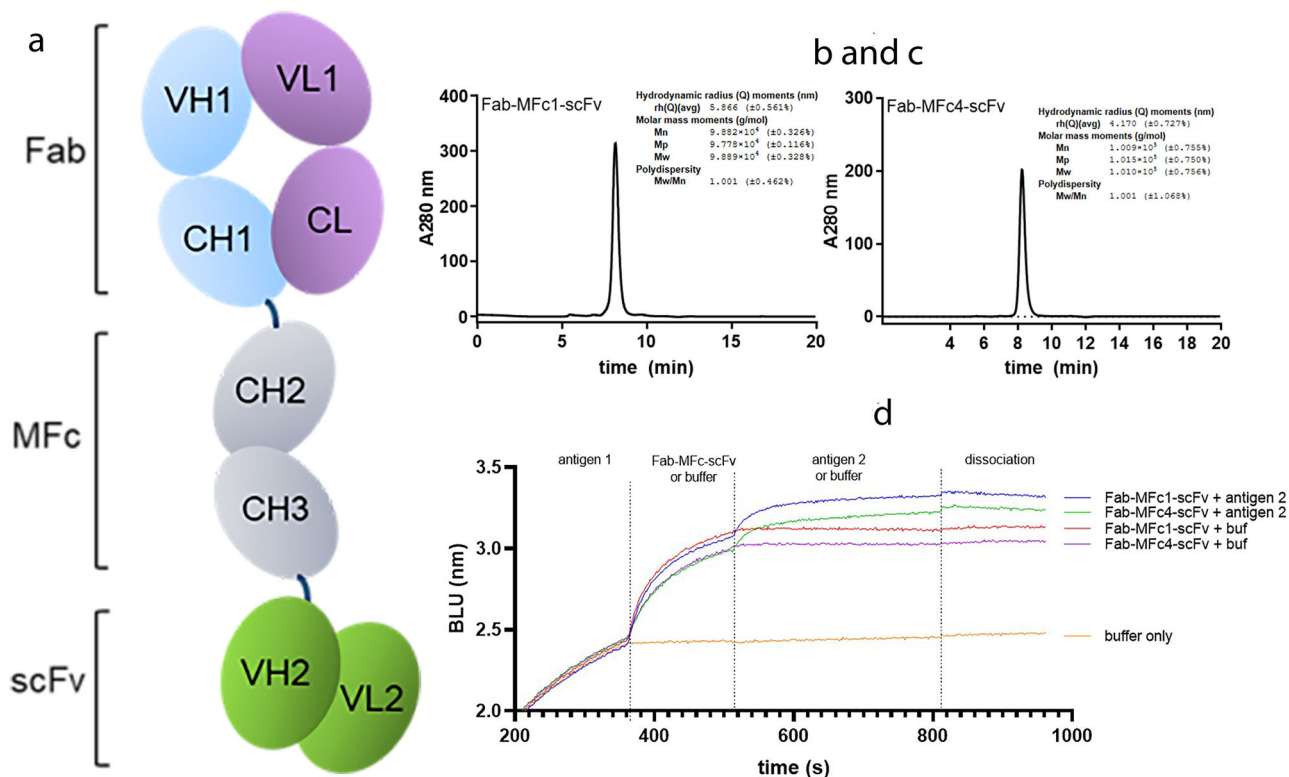 a
Fab
VH1
VL1
CH1
CL
MFc
CH2
CH3
scFv
VH2
VL2
b and c
Fab-MFc1-scFv
Hydrodynamic radius (Q) moments (nm)
rh(Q)(avg) 5.866 (±0.561%)
Molar mass moments (g/mol)
Mn 9.882×10⁴ (±0.326%)
Mp 9.778×10⁴ (±0.116%)
Mw 9.889×10⁴ (±0.328%)
Polydispersity
Mw/Mn 1.001 (±0.462%)
A280 nm
400
300
200
100
0
0 5 10 15 20
time (min)
Fab-MFc4-scFv
Hydrodynamic radius (Q) moments (nm)
rh(Q)(avg) 4.170 (±0.727%)
Molar mass moments (g/mol)
Mn 1.009×10⁵ (±0.755%)
Mp 1.015×10⁵ (±0.750%)
Mw 1.010×10⁵ (±0.756%)
Polydispersity
Mw/Mn 1.001 (±1.068%)
A280 nm
300
200
100
0
4 6 8 10 12 14 16 18 20
time (min)
d
antigen 1
Fab-MFc-scFv
or buffer
antigen 2
or buffer
dissociation
BLU (nm)
3.5
3.0
2.5
2.0
200 400 600 800 1000
time (s)
Fab-MFc1-scFv + antigen 2
Fab-MFc4-scFv + antigen 2
Fab-MFc1-scFv + buf
Fab-MFc4-scFv + buf
buffer only